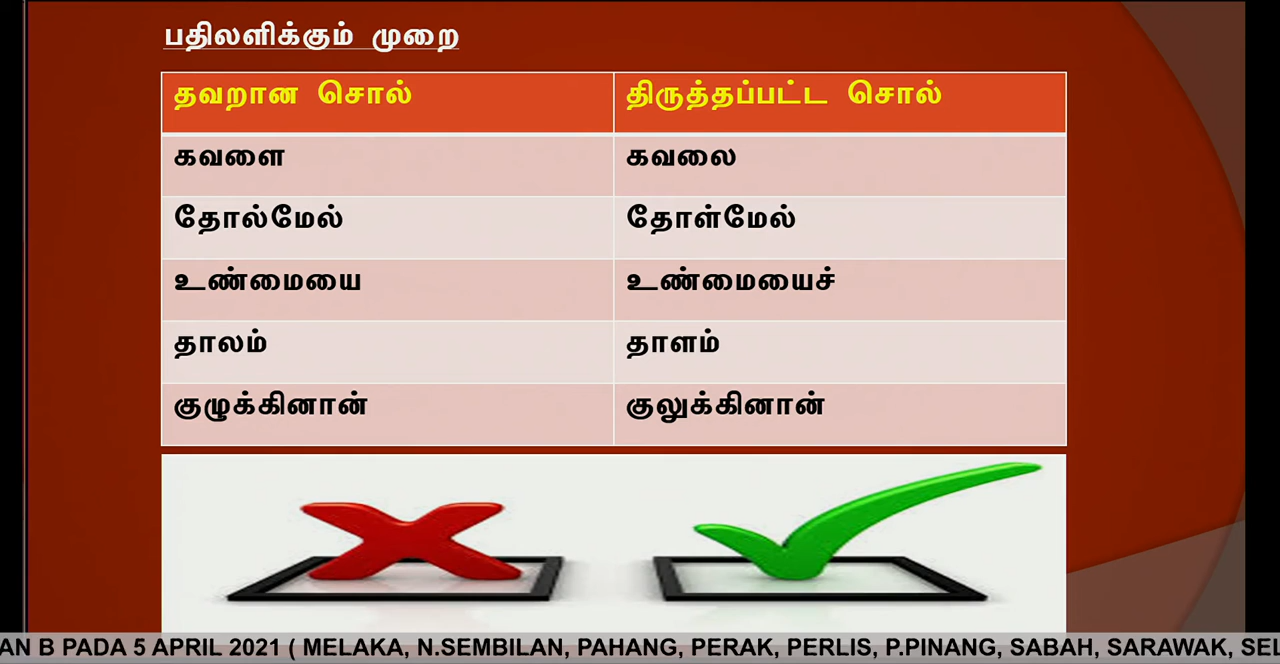 பதிலளிக்கும் முறை
தவறான சொல் திருத்தப்பட்ட சொல்
கவளை கவலை
தோல்மேல் தோள்மேல்
உண்மையை உண்மையைச்
தாலம் தாளம்
குழுக்கினான் குலுக்கினான்
AN B PADA 5 APRIL 2021 ( MELAKA, N.SEMBILAN, PAHANG, PERAK, PERLIS, P.PINANG, SABAH, SARAWAK, SEL